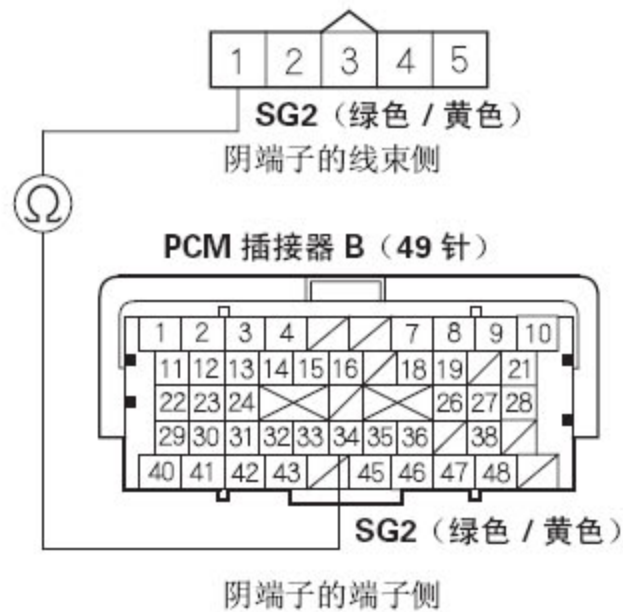 1 2 3 4 5
SG2（绿色 / 黄色）
阴端子的线束侧
Ω
PCM 插接器 B（49 针）
1 2 3 4 7 8 9 10
11 12 13 14 15 16 18 19 21
22 23 24 26 27 28
29 30 31 32 33 34 35 36 38
40 41 42 43 45 46 47 48
SG2（绿色 / 黄色）
阴端子的端子侧